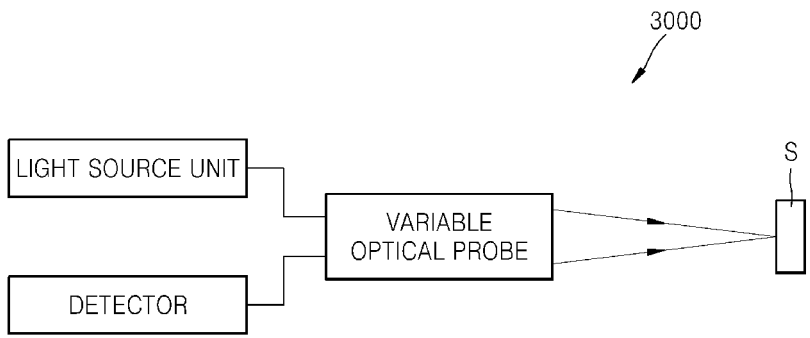 3000
S
LIGHT SOURCE UNIT
VARIABLE
OPTICAL PROBE
DETECTOR